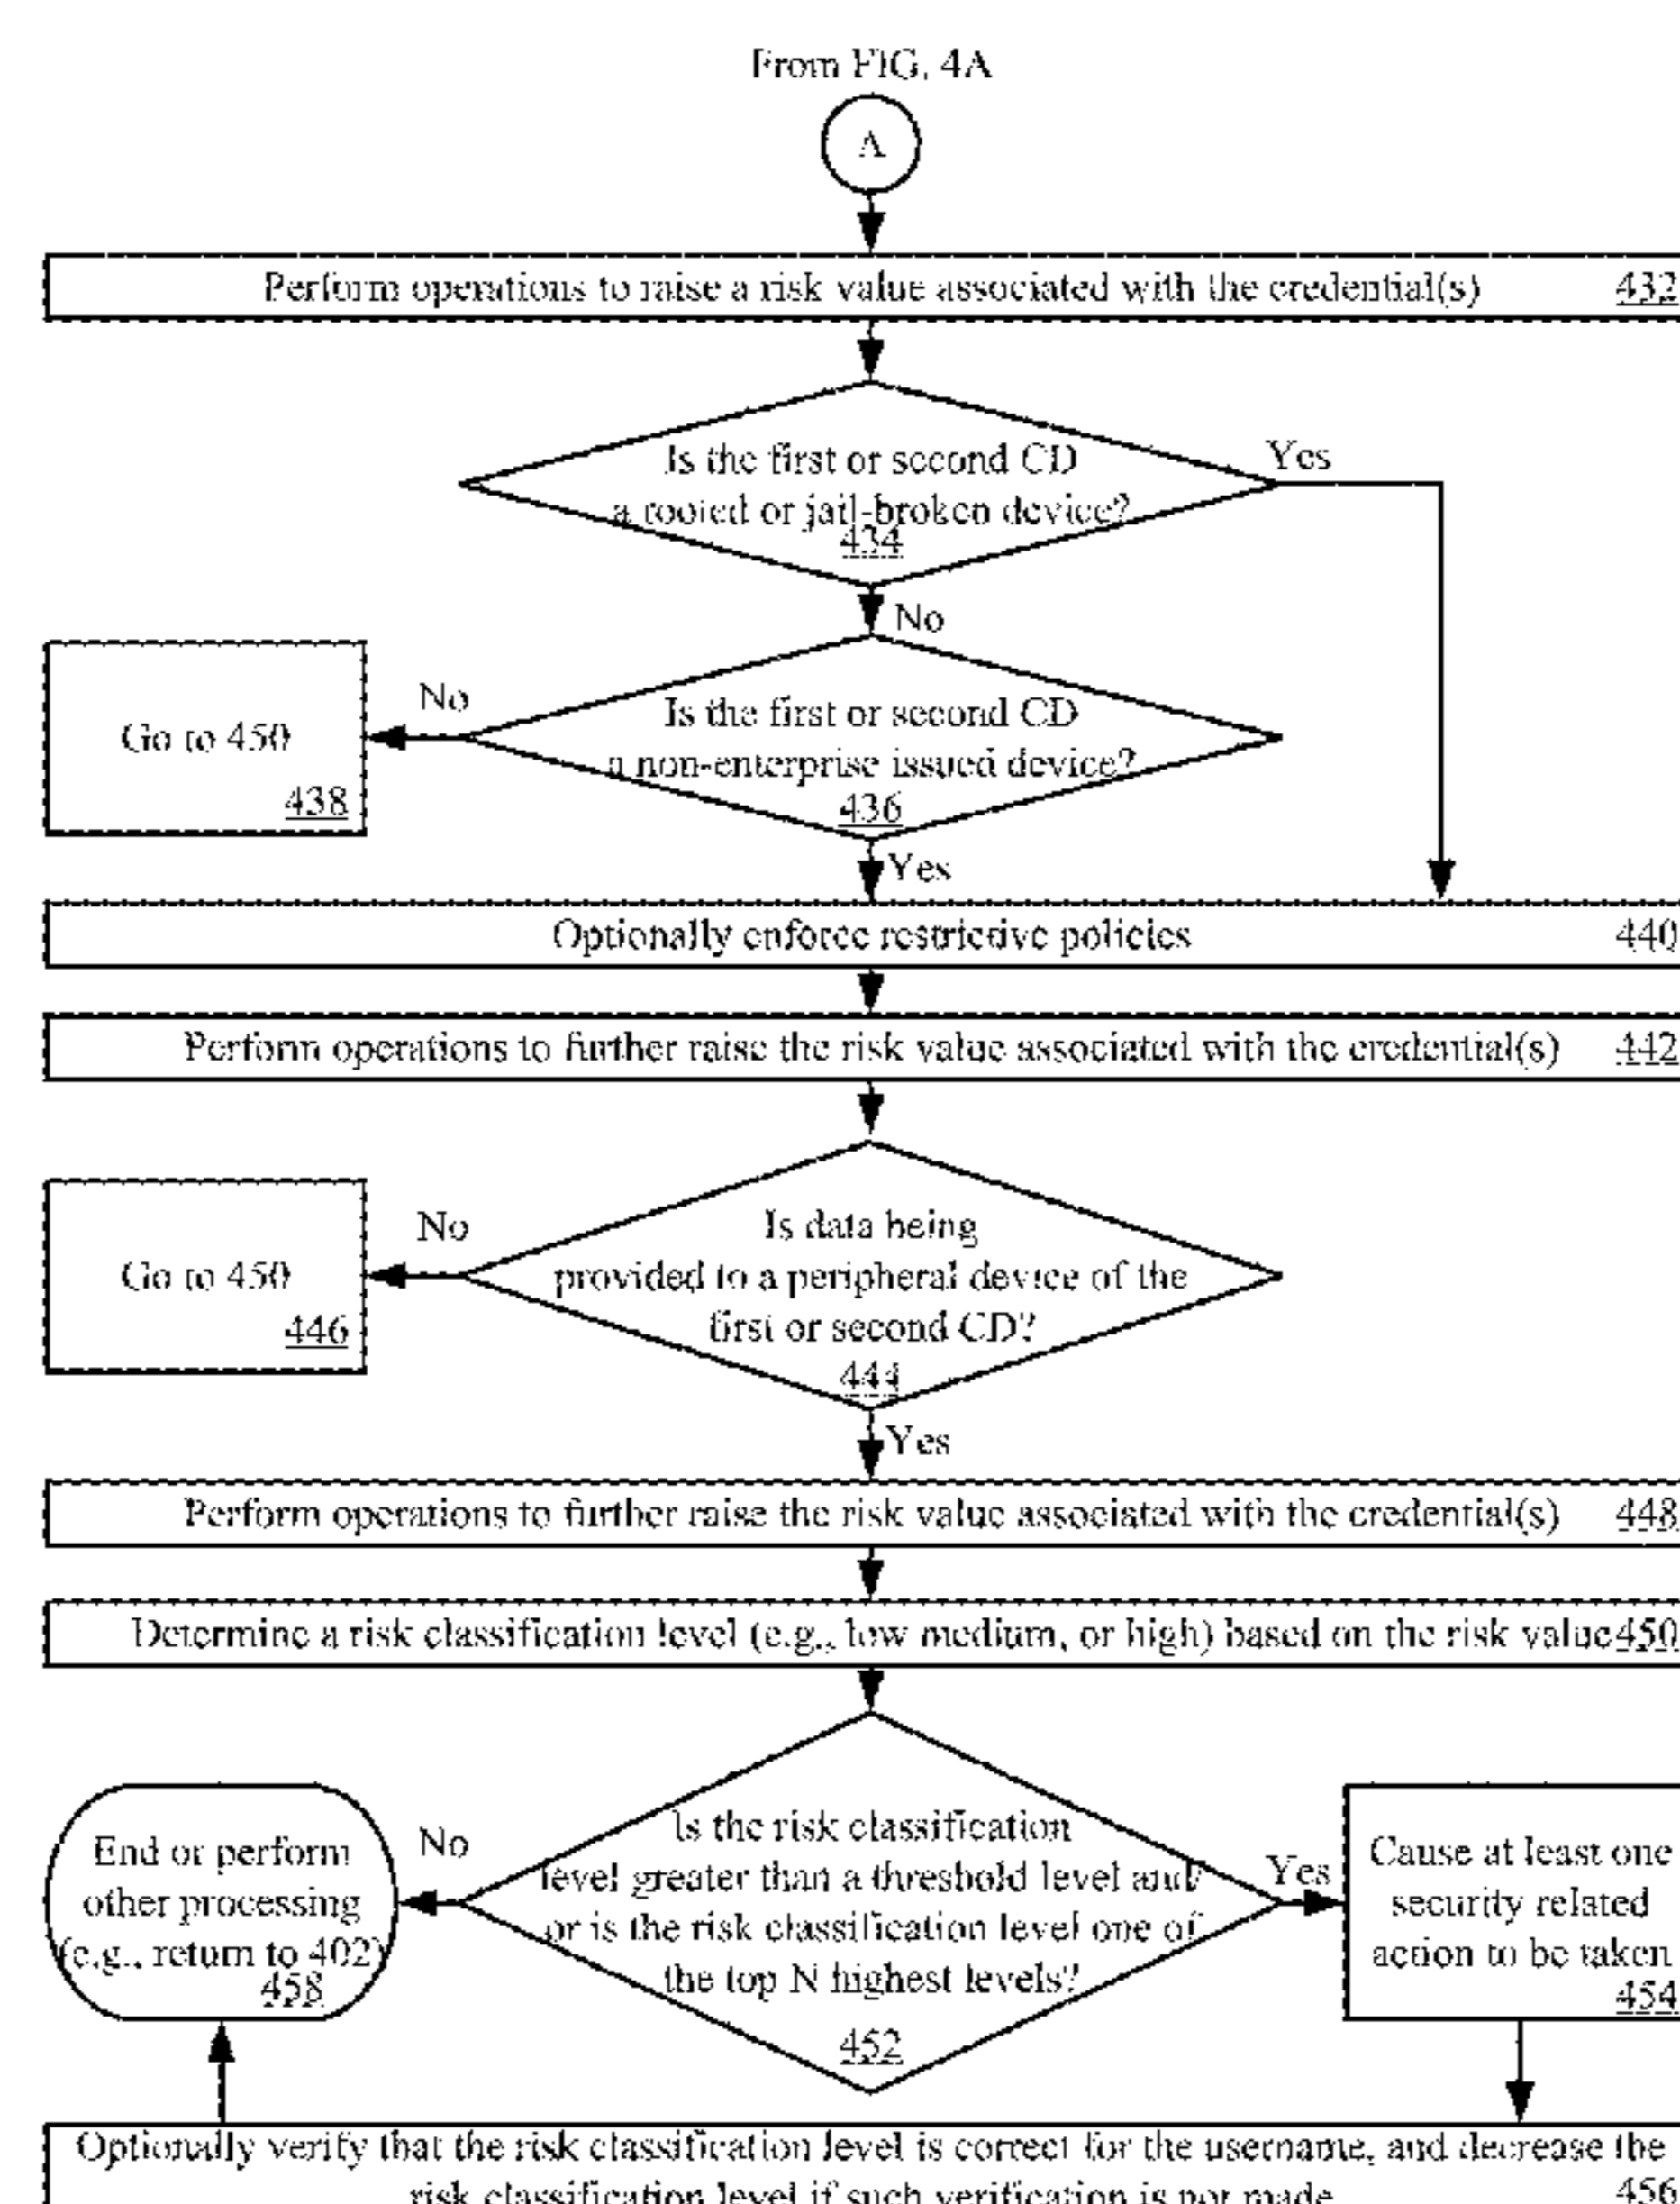 From FIG. 4A
A
Perform operations to raise a risk value associated with the credential(s) 432
Is the first or second CD
a rooted or jail-broken device?
434
Yes
No
Is the first or second CD
a non-enterprise issued device?
436
No
Go to 450
438
Yes
Optionally enforce restrictive policies 440
Perform operations to further raise the risk value associated with the credential(s) 442
Is data being
provided to a peripheral device of the
first or second CD?
444
No
Go to 450
446
Yes
Perform operations to further raise the risk value associated with the credential(s) 448
Determine a risk classification level (e.g., low medium, or high) based on the risk value 450
Is the risk classification
level greater than a threshold level and/
or is the risk classification level one of
the top N highest levels?
452
No
End or perform
other processing
(e.g., return to 402)
458
Yes
Cause at least one
security related
action to be taken
454
Optionally verify that the risk classification level is correct for the username, and decrease the
risk classification level if such verification is not made 456